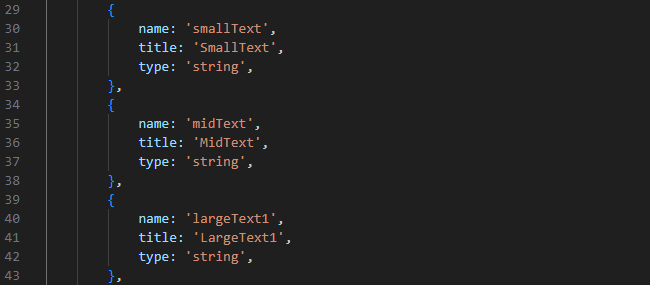 29 {
30 name: 'smallText',
31 title: 'SmallText',
32 type: 'string',
33 },
34 {
35 name: 'midText',
36 title: 'MidText',
37 type: 'string',
38 },
39 {
40 name: 'largeText1',
41 title: 'LargeText1',
42 type: 'string',
43 },